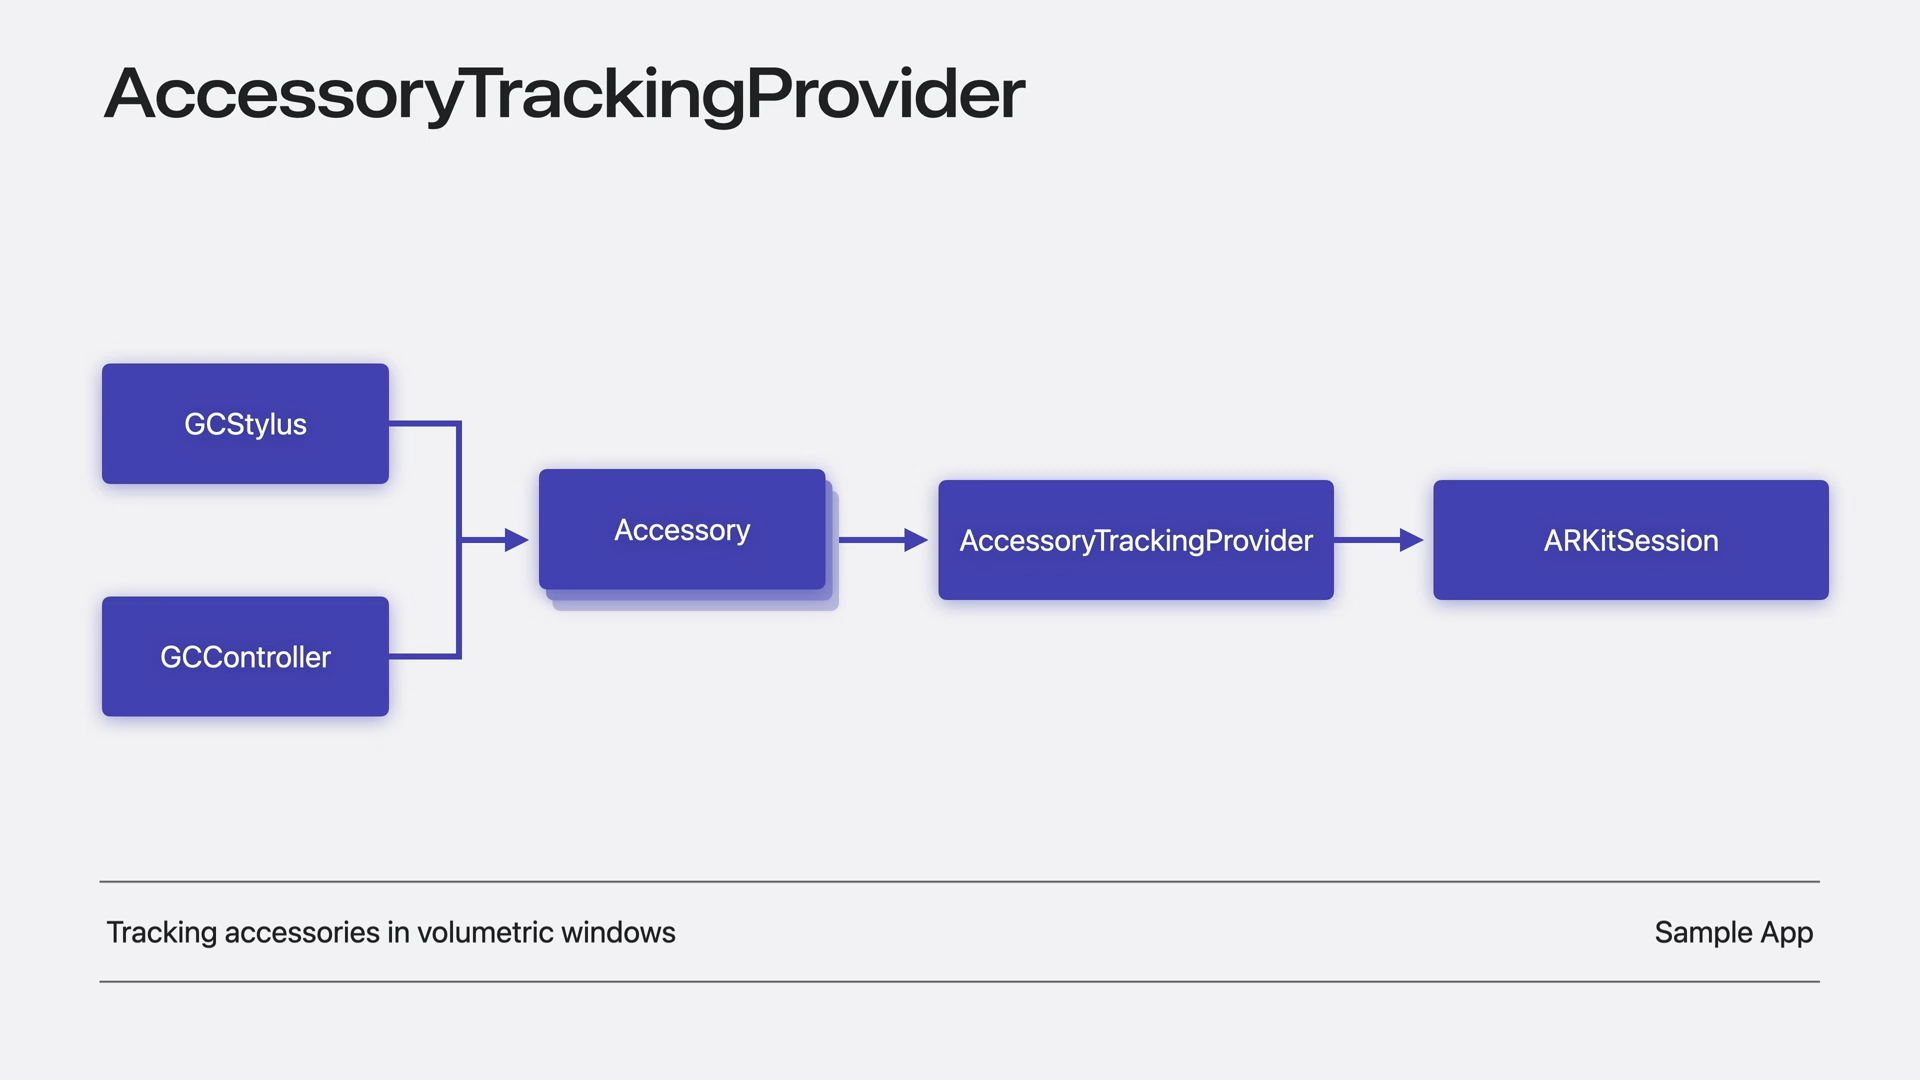 AccessoryTrackingProvider
GCStylus
GCController
Accessory
AccessoryTrackingProvider
ARKitSession
Tracking accessories in volumetric windows
Sample App